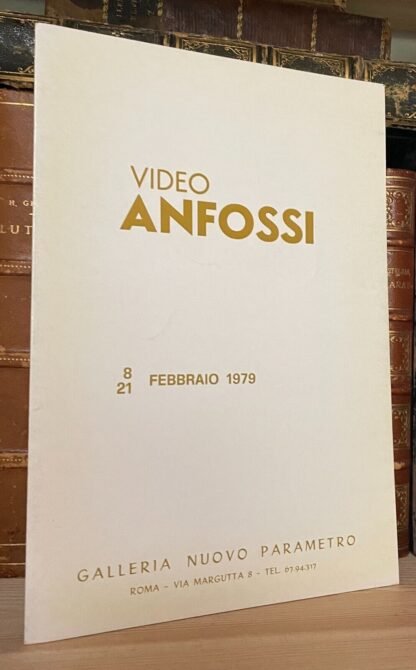 VIDEO
ANFOSSI
8
21 FEBBRAIO 1979
GALLERIA NUOVO PARAMETRO
ROMA - VIA MARGUTTA 8 - TEL. 67.94.317